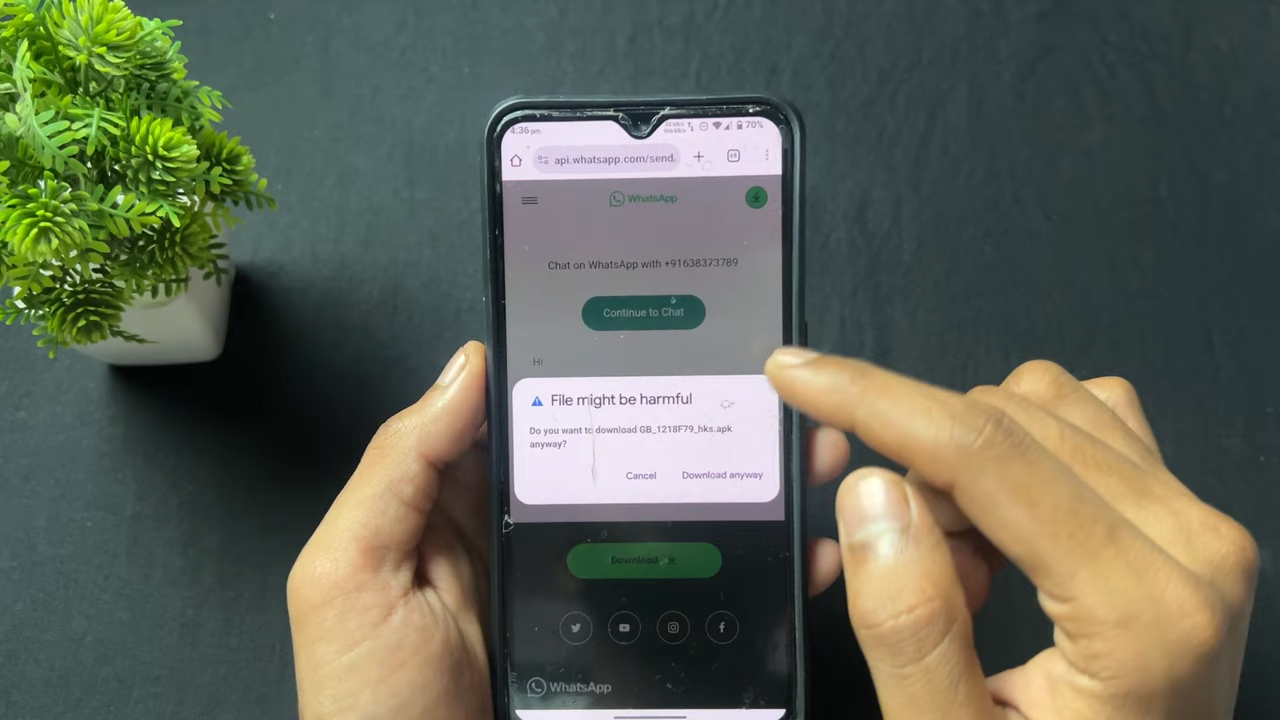 4:36 pm
70%
api.whatsapp.com/send.
WhatsApp
Chat on WhatsApp with +91638373789
Continue to Chat
Hi
File might be harmful
Do you want to download GB_1218F79_hks.apk
anyway?
Cancel
Download anyway
Download
WhatsApp